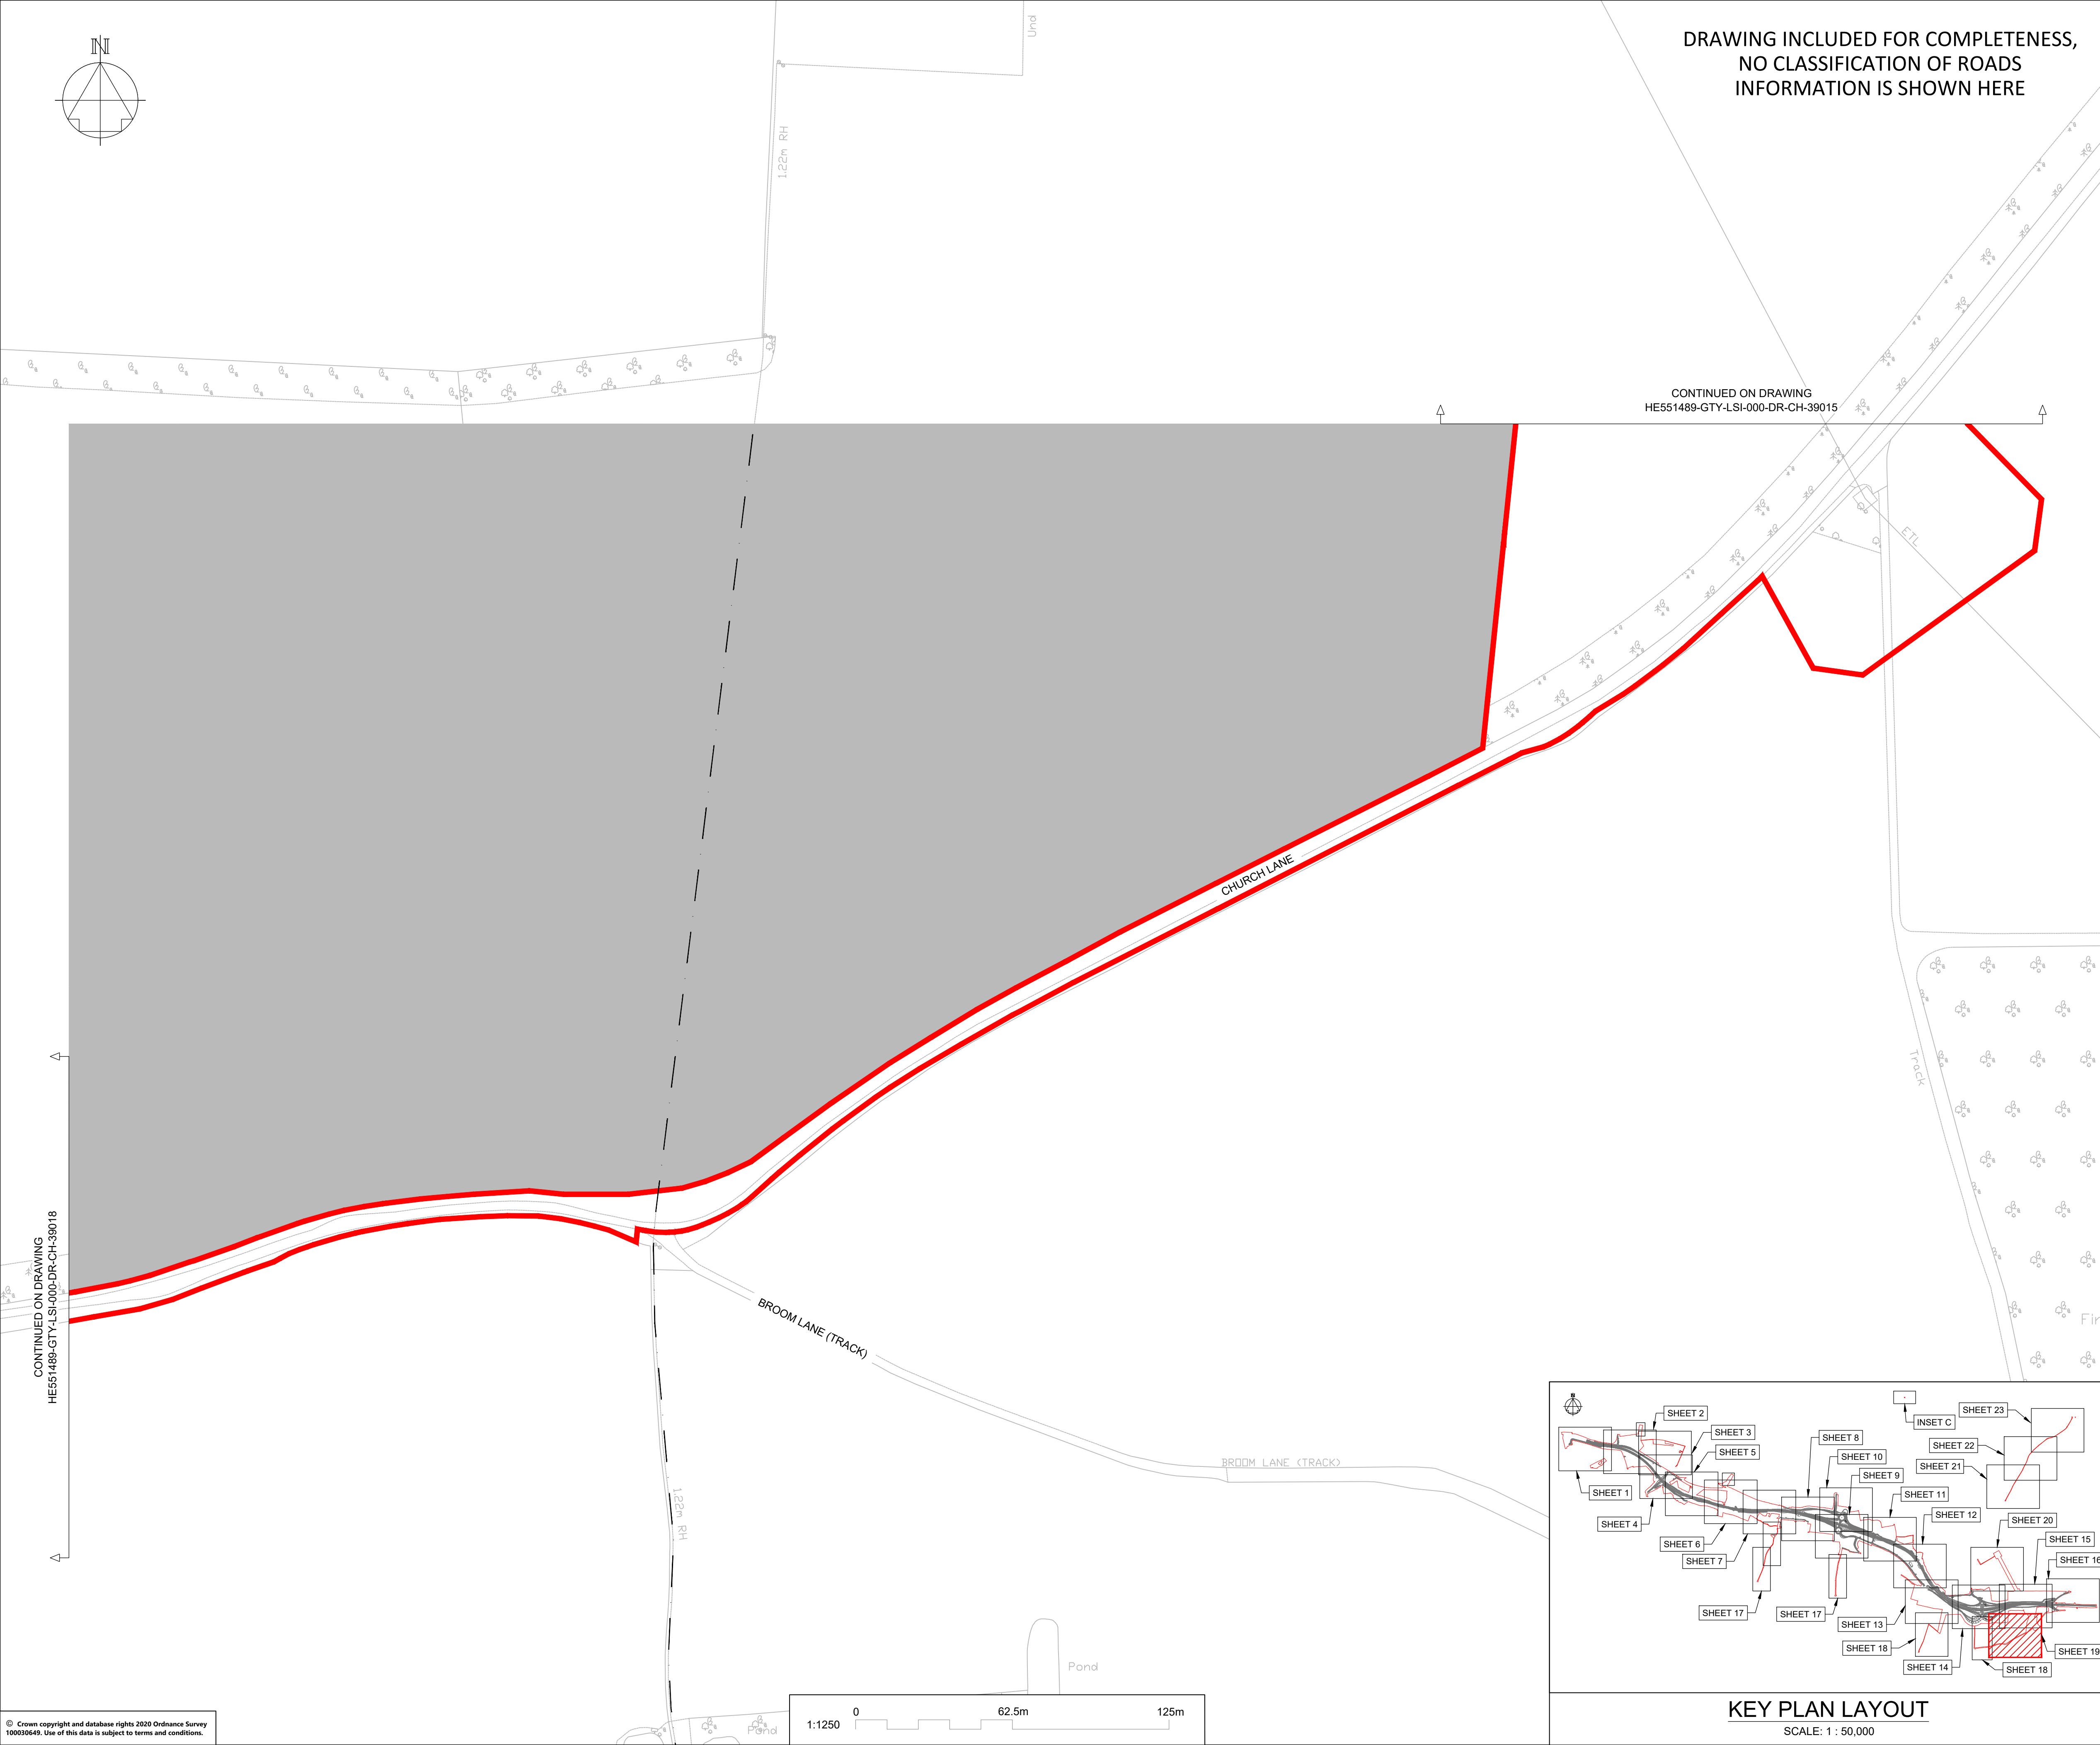 N
Und
DRAWING INCLUDED FOR COMPLETENESS,
NO CLASSIFICATION OF ROADS
INFORMATION IS SHOWN HERE
1.22m RH
CONTINUED ON DRAWING
HE551489-GTY-LSI-000-DR-CH-39015
ETL
CHURCH LANE
Track
CONTINUED ON DRAWING
HE551489-GTY-LSI-000-DR-CH-39018
BROOM LANE (TRACK)
BROOM LANE (TRACK)
1.22m RH
Pond
Pond
N
SHEET 2
SHEET 3
SHEET 5
SHEET 1
SHEET 4
SHEET 6
SHEET 7
SHEET 8
SHEET 10
SHEET 9
SHEET 11
SHEET 12
INSET C
SHEET 23
SHEET 22
SHEET 21
SHEET 20
SHEET 15
SHEET 16
SHEET 17
SHEET 17
SHEET 13
SHEET 18
SHEET 14
SHEET 18
SHEET 19
KEY PLAN LAYOUT
SCALE: 1 : 50,000
1:1250
0 62.5m 125m
© Crown copyright and database rights 2020 Ordnance Survey
100030649. Use of this data is subject to terms and conditions.